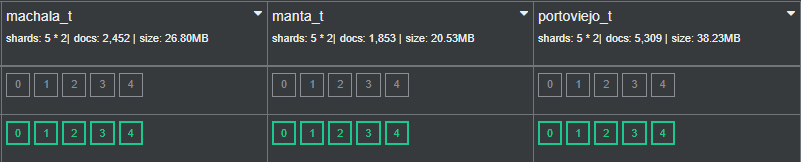 machala_t
shards: 5 * 2| docs: 2,452 | size: 26.80MB
0 1 2 3 4
0 1 2 3 4
manta_t
shards: 5 * 2| docs: 1,853 | size: 20.53MB
0 1 2 3 4
0 1 2 3 4
portoviejo_t
shards: 5 * 2| docs: 5,309 | size: 38.23MB
0 1 2 3 4
0 1 2 3 4